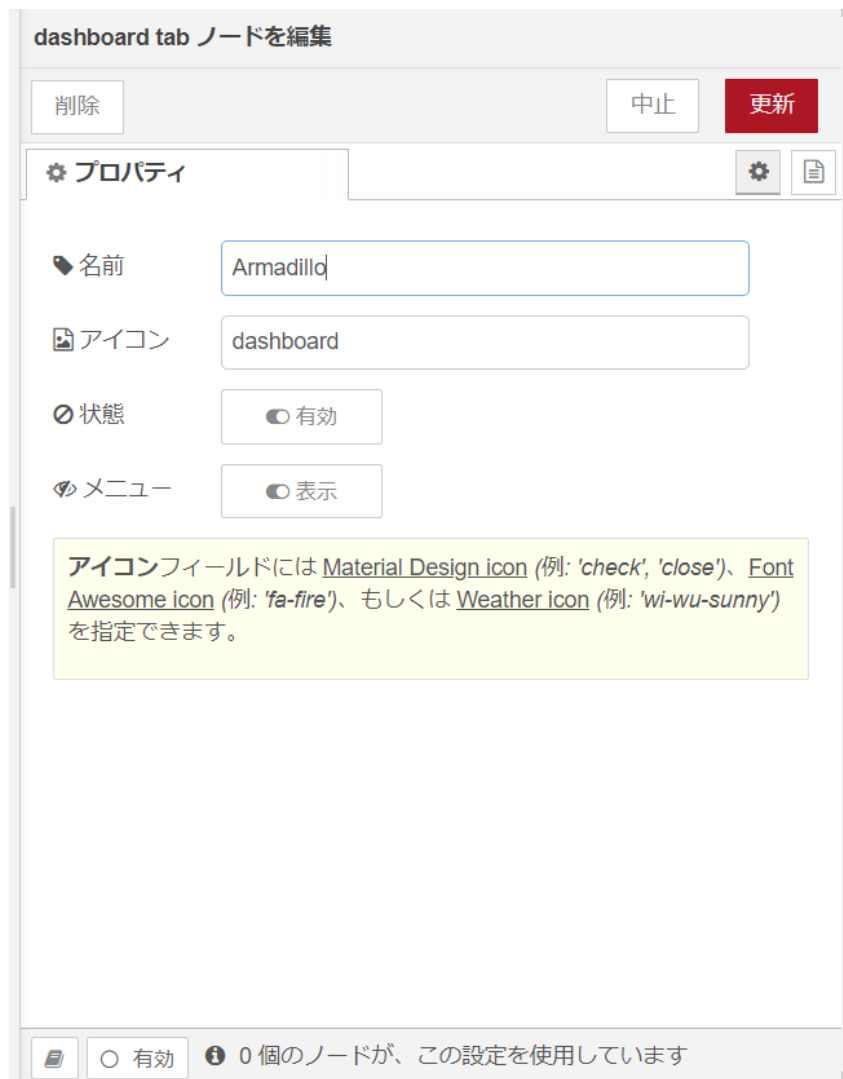 dashboard tab ノードを編集
削除 中止 更新
プロパティ
名前 Armadillo
アイコン dashboard
状態 有効
メニュー 表示
アイコンフィールドには Material Design icon (例: 'check', 'close')、Font
Awesome icon (例: 'fa-fire')、もしくは Weather icon (例: 'wi-wu-sunny')
を指定できます。
有効 0 個のノードが、この設定を使用しています